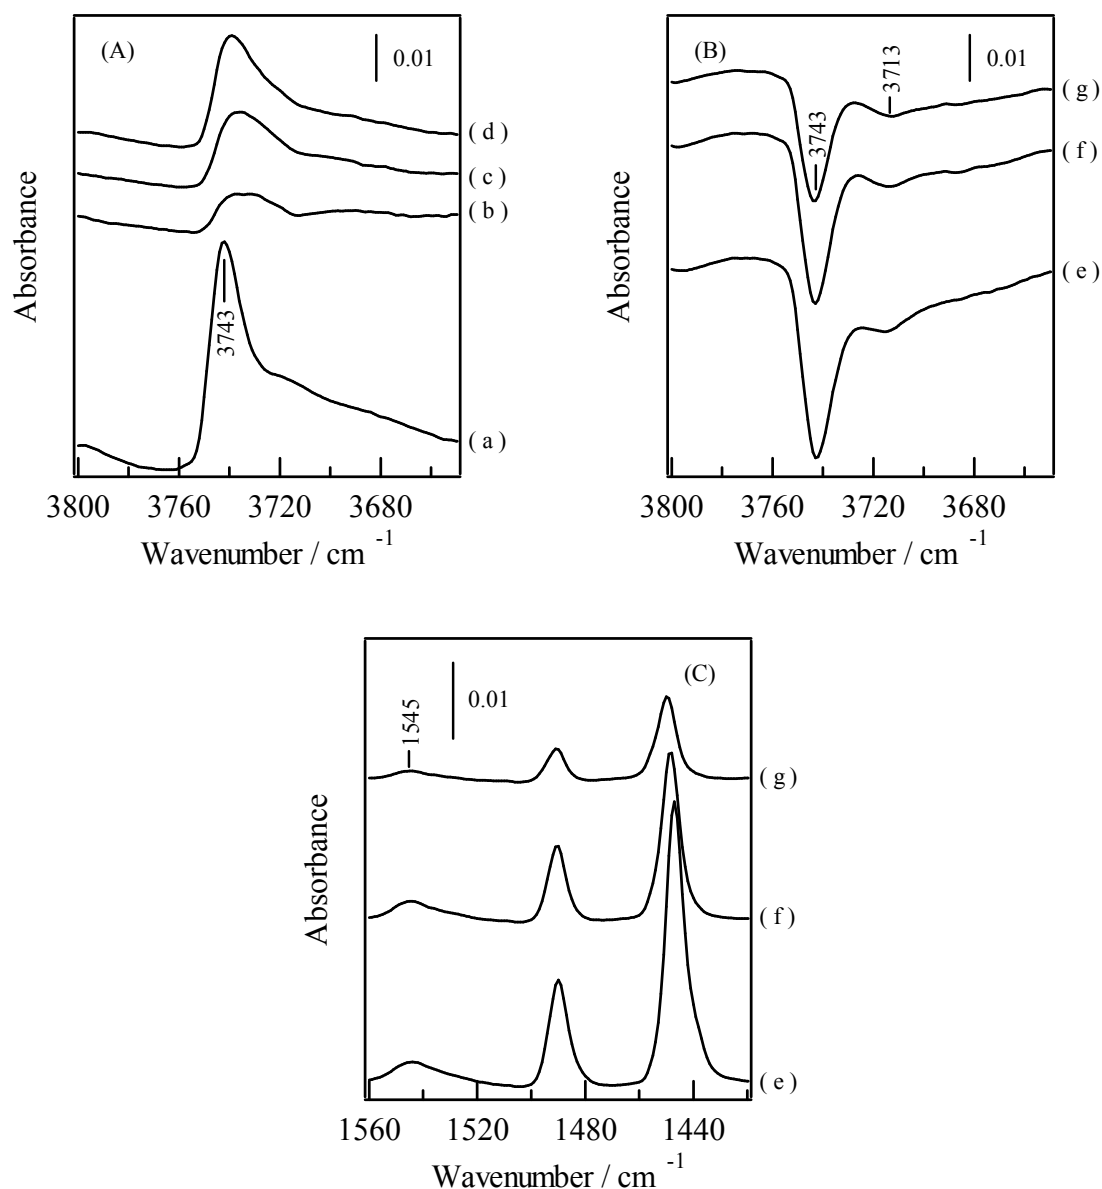 (A)
0.01
3743
(d)
(c)
(b)
(a)
Absorbance
3800 3760 3720 3680
Wavenumber / cm -1
(B)
0.01
3713
3743
(g)
(f)
(e)
Absorbance
3800 3760 3720 3680
Wavenumber / cm -1
(C)
0.01
1545
(g)
(f)
(e)
Absorbance
1560 1520 1480 1440
Wavenumber / cm -1